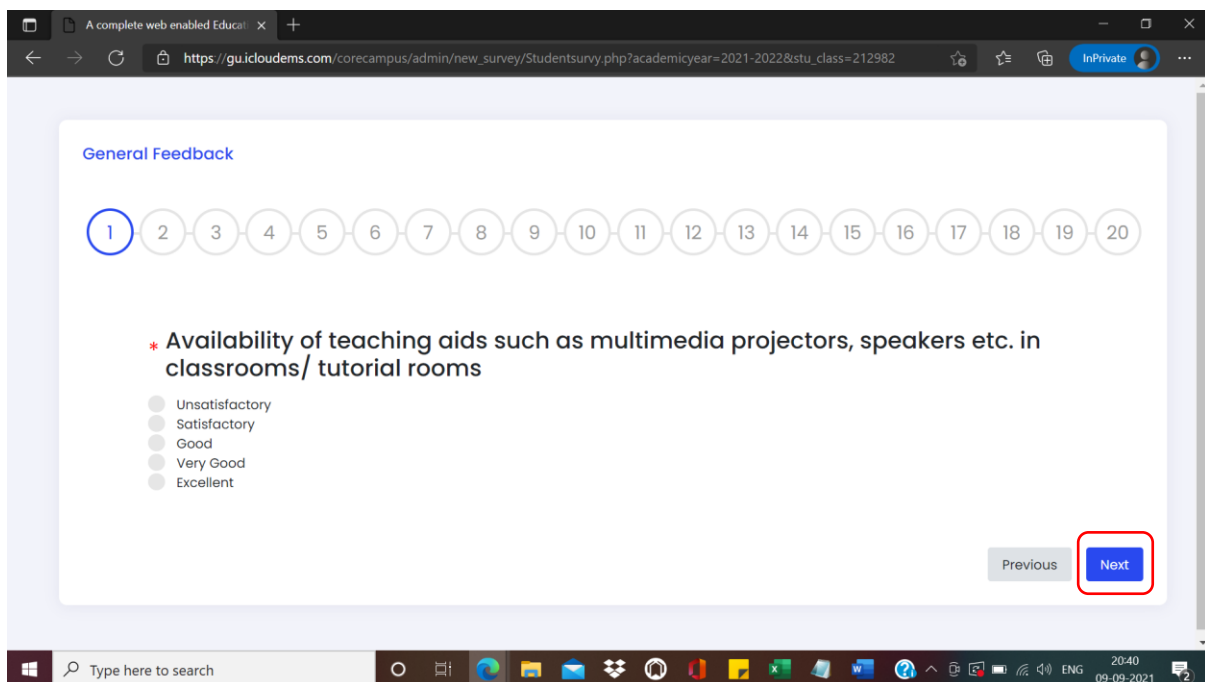 A complete web enabled Educati
https://gu.icloudems.com/corecampus/admin/new_survey/Studentsurvy.php?academicyear=2021-2022&stu_class=212982
InPrivate
General Feedback
1 2 3 4 5 6 7 8 9 10 11 12 13 14 15 16 17 18 19 20
* Availability of teaching aids such as multimedia projectors, speakers etc. in
classrooms/ tutorial rooms
Unsatisfactory
Satisfactory
Good
Very Good
Excellent
Previous Next
Type here to search
ENG
20:40
09-09-2021
2